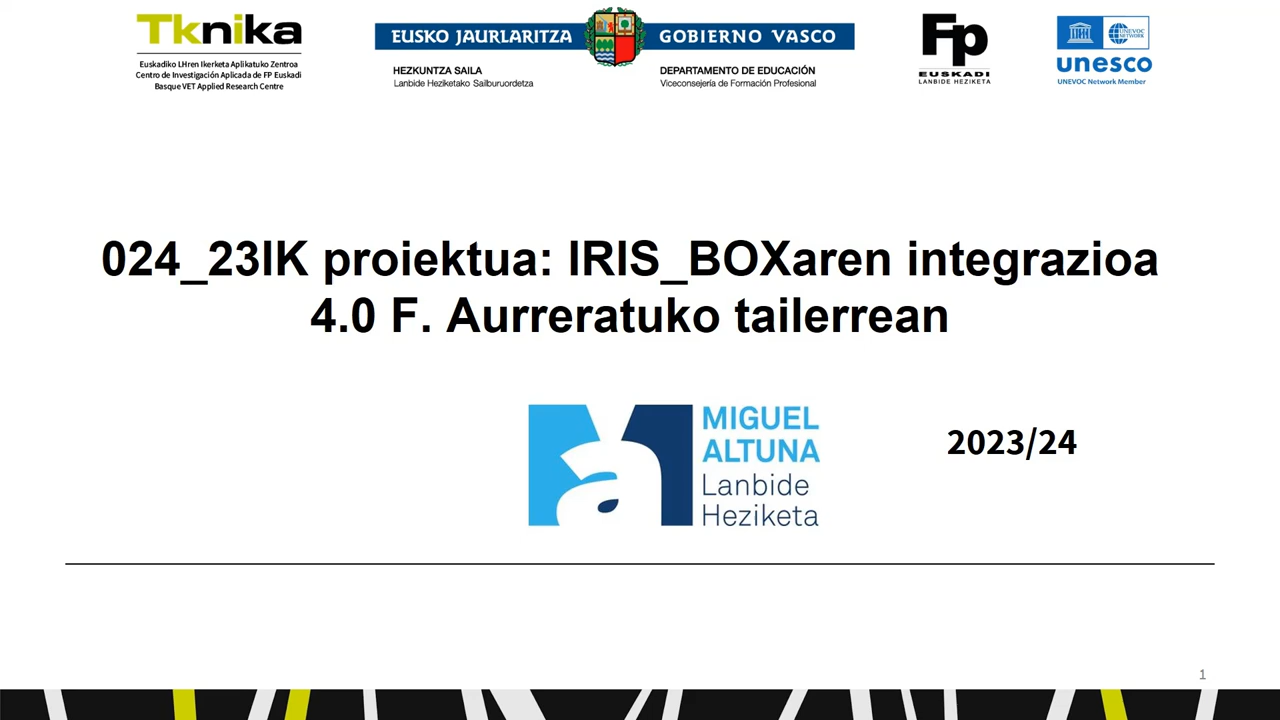 Tknika
Euskadiko LHren Ikerketa Aplikatuko Zentroa
Centro de Investigación Aplicada de FP Euskadi
Basque VET Applied Research Centre
EUSKO JAURLARITZA GOBIERNO VASCO
HEZKUNTZA SAILA
Lanbide Heziketako Sailburuordetza
DEPARTAMENTO DE EDUCACIÓN
Viceconsejería de Formación Profesional
Fp
EUSKADI
LANBIDE HEZIKETA
UNEVOC
NETWORK
unesco
UNEVOC Network Member
024_23IK proiektua: IRIS_BOXaren integrazioa
4.0 F. Aurreratuko tailerrean
MIGUEL
ALTUNA
Lanbide
Heziketa
2023/24
1